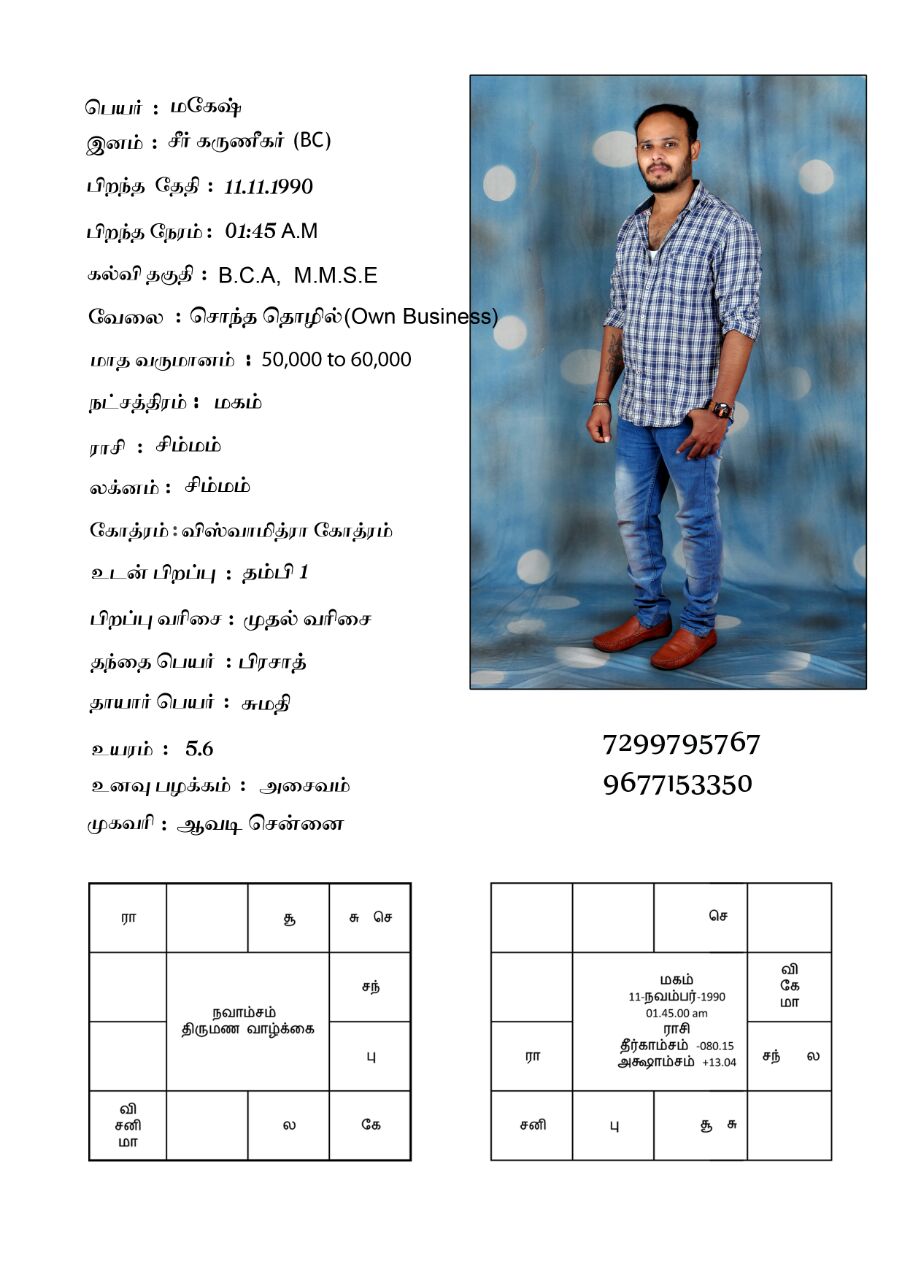 பெயர் : மகேஷ்
இனம் : சீர் கருணீகர் (BC)
பிறந்த தேதி : 11.11.1990
பிறந்த நேரம் : 01:45 A.M
கல்வி தகுதி : B.C.A, M.M.S.E
வேலை : சொந்த தொழில்(Own Business)
மாத வருமானம் : 50,000 to 60,000
நட்சத்திரம் : மகம்
ராசி : சிம்மம்
லக்னம் : சிம்மம்
கோத்ரம் : விஸ்வாமித்ரா கோத்ரம்
உடன் பிறப்பு : தம்பி 1
பிறப்பு வரிசை : முதல் வரிசை
தந்தை பெயர் : பிரசாத்
தாயார் பெயர் : சுமதி
உயரம் : 5.6
உனவு பழக்கம் : அசைவம்
முகவரி : ஆவடி சென்னை
7299795767
9677153350
ரா
சூ
சு செ
சந்
நவாம்சம்
திருமண வாழ்க்கை
பு
வி
சனி
மா
ல
கே
செ
வி
கே
மா
மகம்
11-நவம்பர்-1990
01.45.00 am
ராசி
தீர்காம்சம் -080.15
அக்ஷாம்சம் +13.04
ரா
சந் ல
சனி
பு
சூ சு